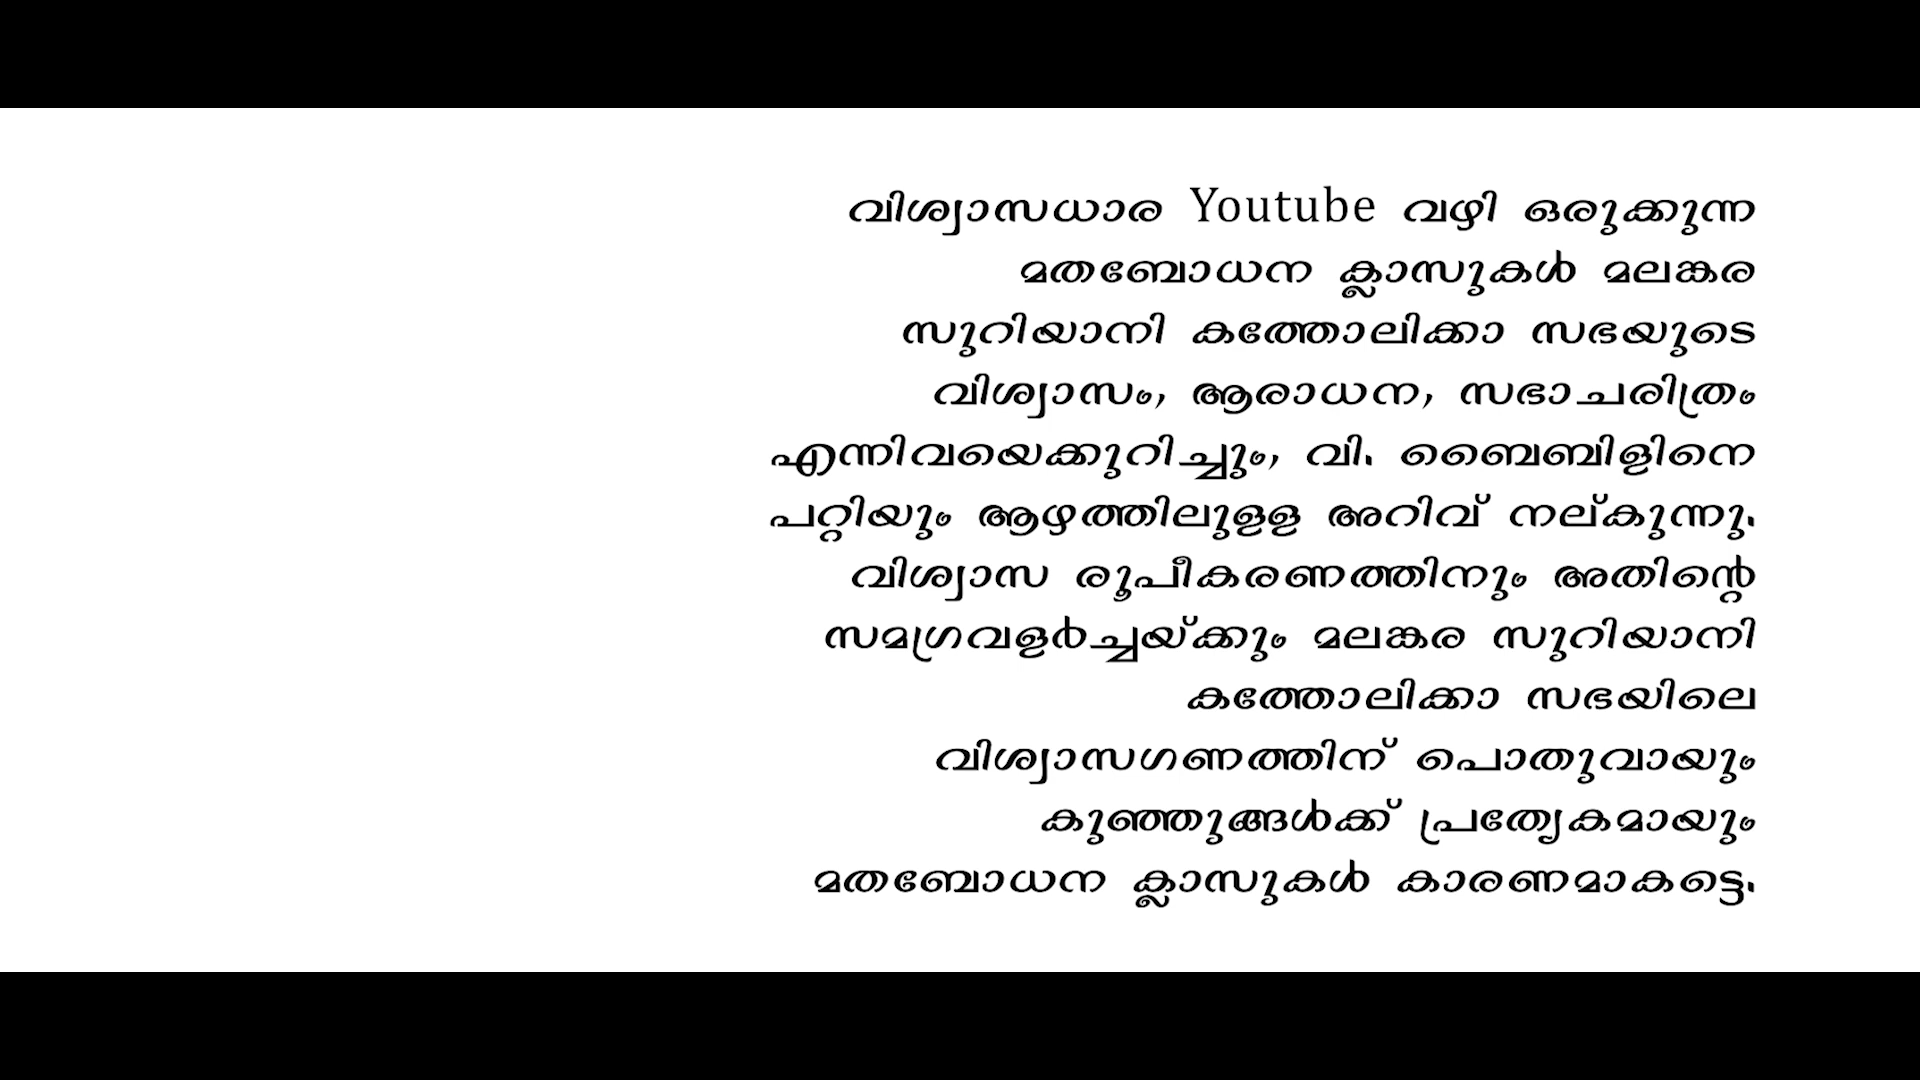 വിശ്വാസധാര Youtube വഴി ഒരുക്കുന്ന
മതബോധന ക്ലാസുകൾ മലങ്കര
സുറിയാനി കത്തോലിക്കാ സഭയുടെ
വിശ്വാസം, ആരാധന, സഭാചരിത്രം
എന്നിവയെക്കുറിച്ചും, വി. ബൈബിളിനെ
പറ്റിയും ആഴത്തിലുളള അറിവ് നല്കുന്നു.
വിശ്വാസ രൂപീകരണത്തിനും അതിന്റെ
സമഗ്രവളർച്ചയ്ക്കും മലങ്കര സുറിയാനി
കത്തോലിക്കാ സഭയിലെ
വിശ്വാസഗണത്തിന് പൊതുവായും
കുഞ്ഞുങ്ങൾക്ക് പ്രത്യേകമായും
മതബോധന ക്ലാസുകൾ കാരണമാകട്ടെ.